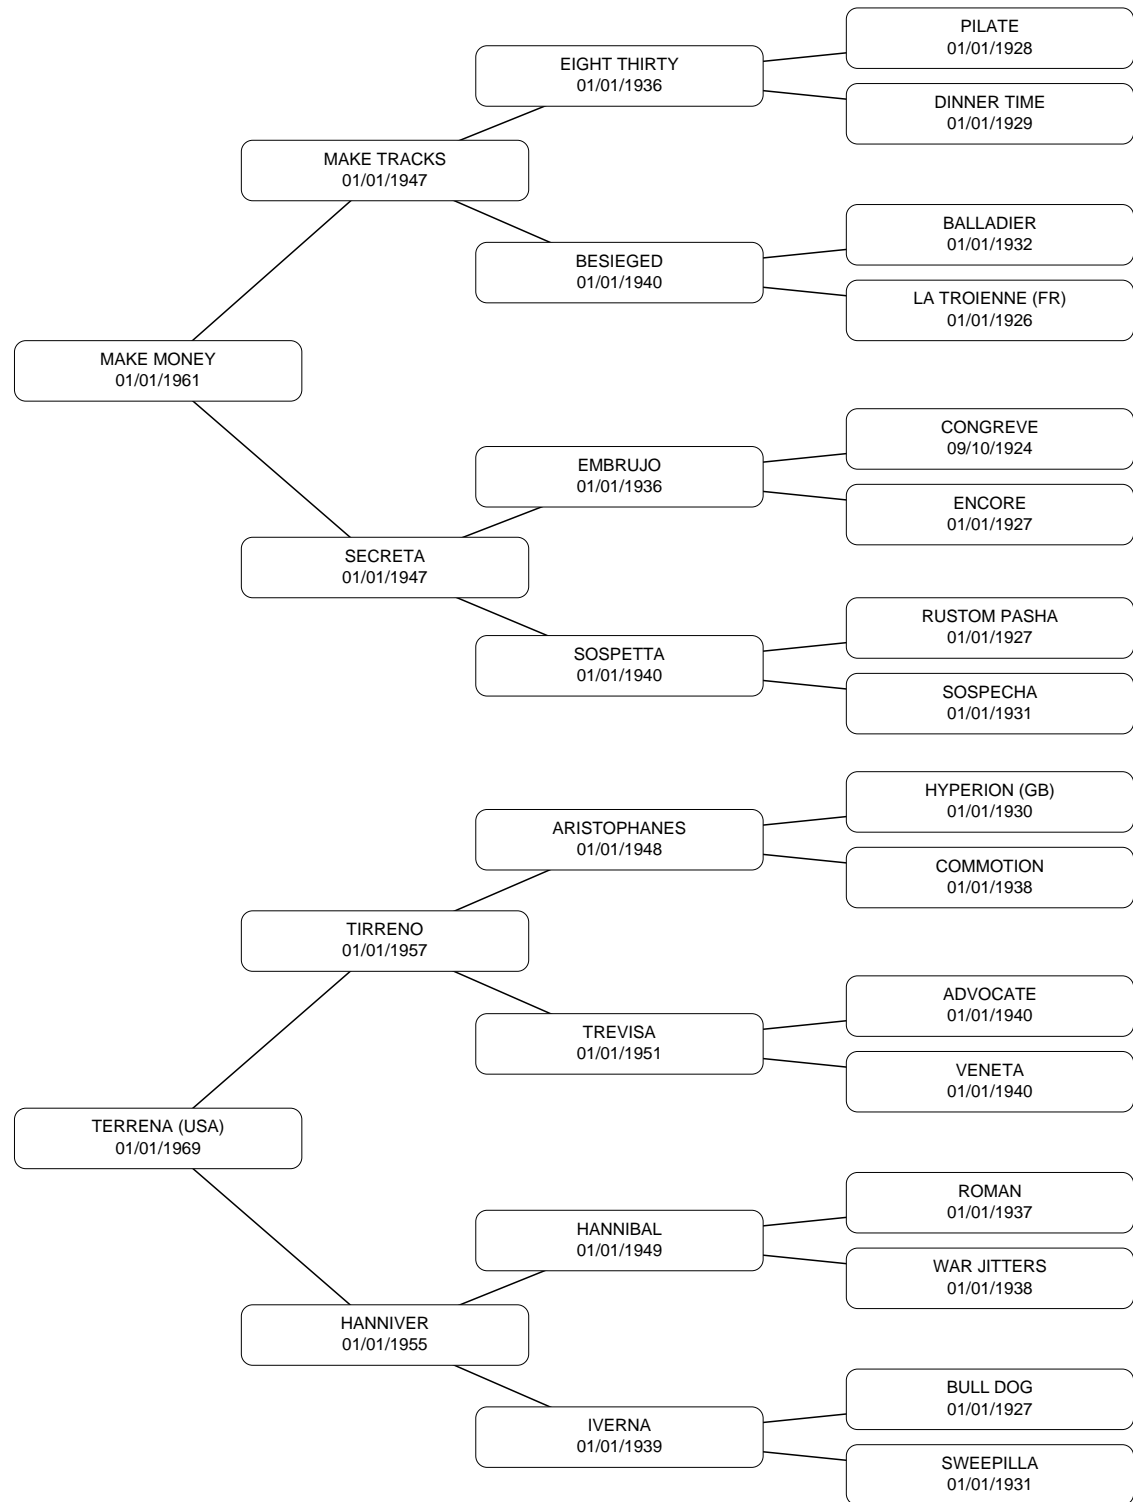 PILATE
01/01/1928
EIGHT THIRTY
01/01/1936
DINNER TIME
01/01/1929
MAKE TRACKS
01/01/1947
BALLADIER
01/01/1932
BESIEGED
01/01/1940
LA TROIENNE (FR)
01/01/1926
MAKE MONEY
01/01/1961
CONGREVE
09/10/1924
EMBRUJO
01/01/1936
ENCORE
01/01/1927
SECRETA
01/01/1947
RUSTOM PASHA
01/01/1927
SOSPETTA
01/01/1940
SOSPECHA
01/01/1931
HYPERION (GB)
01/01/1930
ARISTOPHANES
01/01/1948
COMMOTION
01/01/1938
TIRRENO
01/01/1957
ADVOCATE
01/01/1940
TREVISA
01/01/1951
VENETA
01/01/1940
TERRENA (USA)
01/01/1969
ROMAN
01/01/1937
HANNIBAL
01/01/1949
WAR JITTERS
01/01/1938
HANNIVER
01/01/1955
BULL DOG
01/01/1927
IVERNA
01/01/1939
SWEEPILLA
01/01/1931